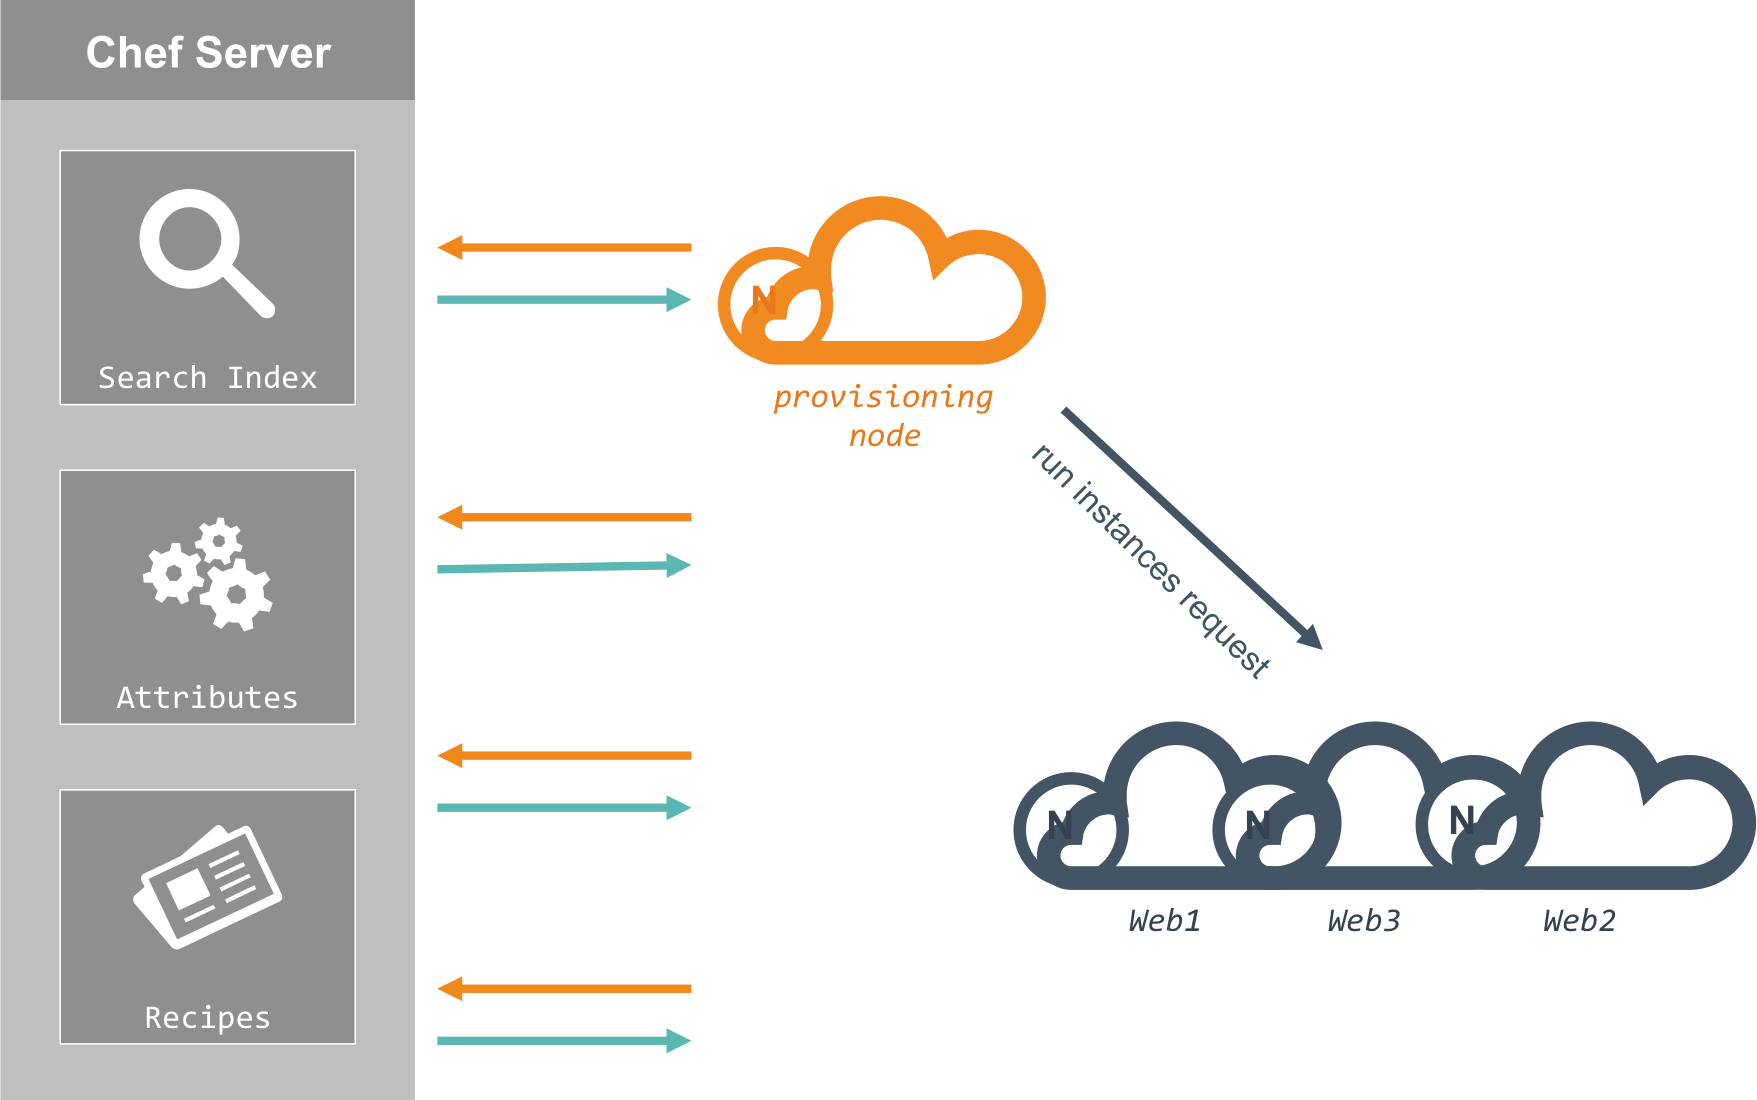 Chef Server
Search Index
Attributes
Recipes
N
provisioning
node
run instances request
N
N
N
Web1
Web3
Web2